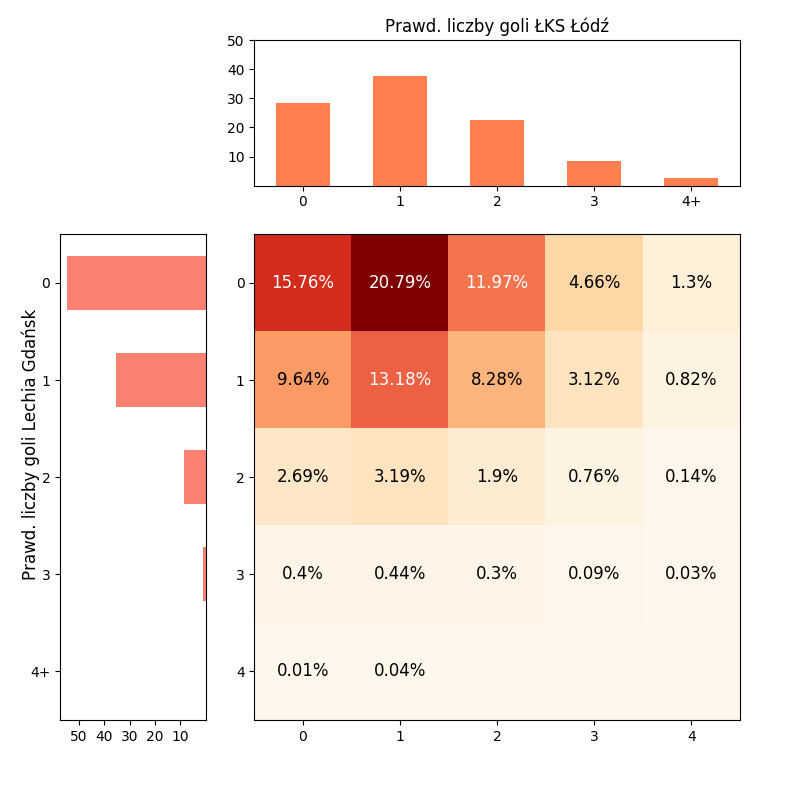 Prawd. liczby goli ŁKS Łódź
50
40
30
20
10
0 1 2 3 4+
Prawd. liczby goli Lechia Gdańsk
0
1
2
3
4+
50 40 30 20 10
0 15.76% 20.79% 11.97% 4.66% 1.3%
1 9.64% 13.18% 8.28% 3.12% 0.82%
2 2.69% 3.19% 1.9% 0.76% 0.14%
3 0.4% 0.44% 0.3% 0.09% 0.03%
4 0.01% 0.04%
0 1 2 3 4